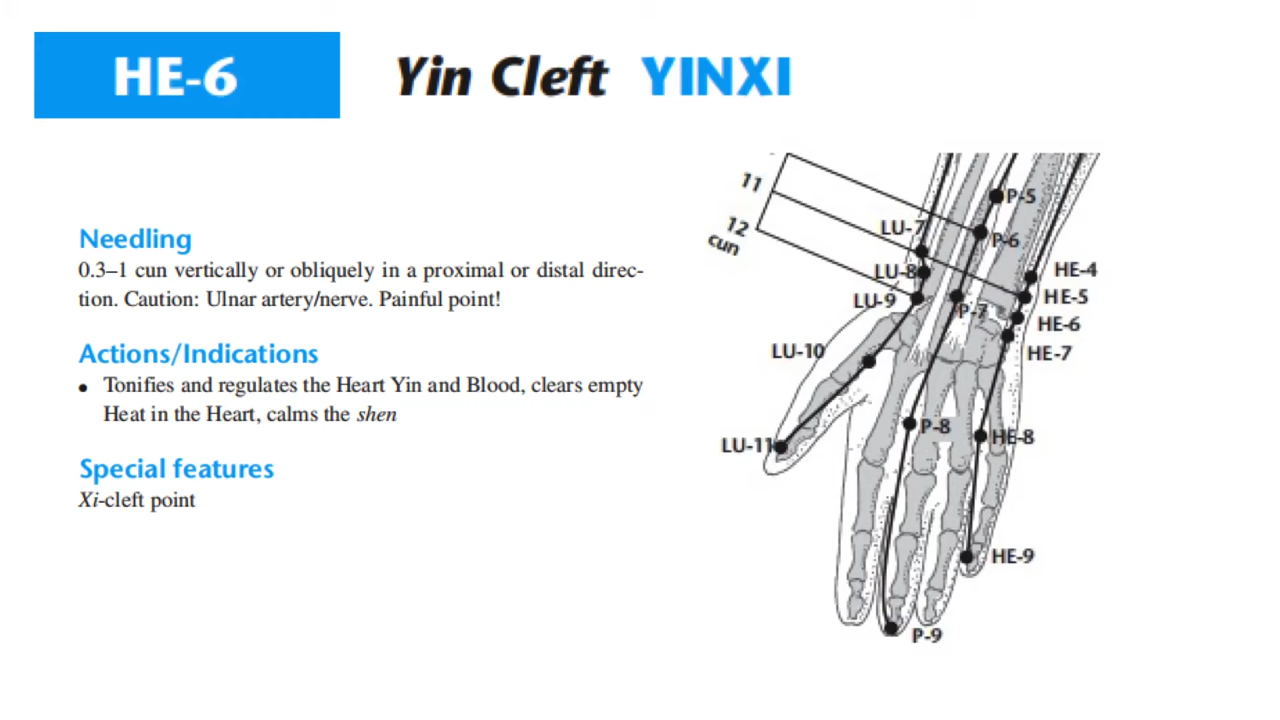 HE-6
Yin Cleft YINXI
Needling
0.3–1 cun vertically or obliquely in a proximal or distal direc-
tion. Caution: Ulnar artery/nerve. Painful point!
Actions/Indications
• Tonifies and regulates the Heart Yin and Blood, clears empty
Heat in the Heart, calms the shen
Special features
Xi-cleft point
11
12
cun
LU-7
LU-8
LU-9
LU-10
LU-11
P-5
P-6
P-7
P-8
P-9
HE-4
HE-5
HE-6
HE-7
HE-8
HE-9